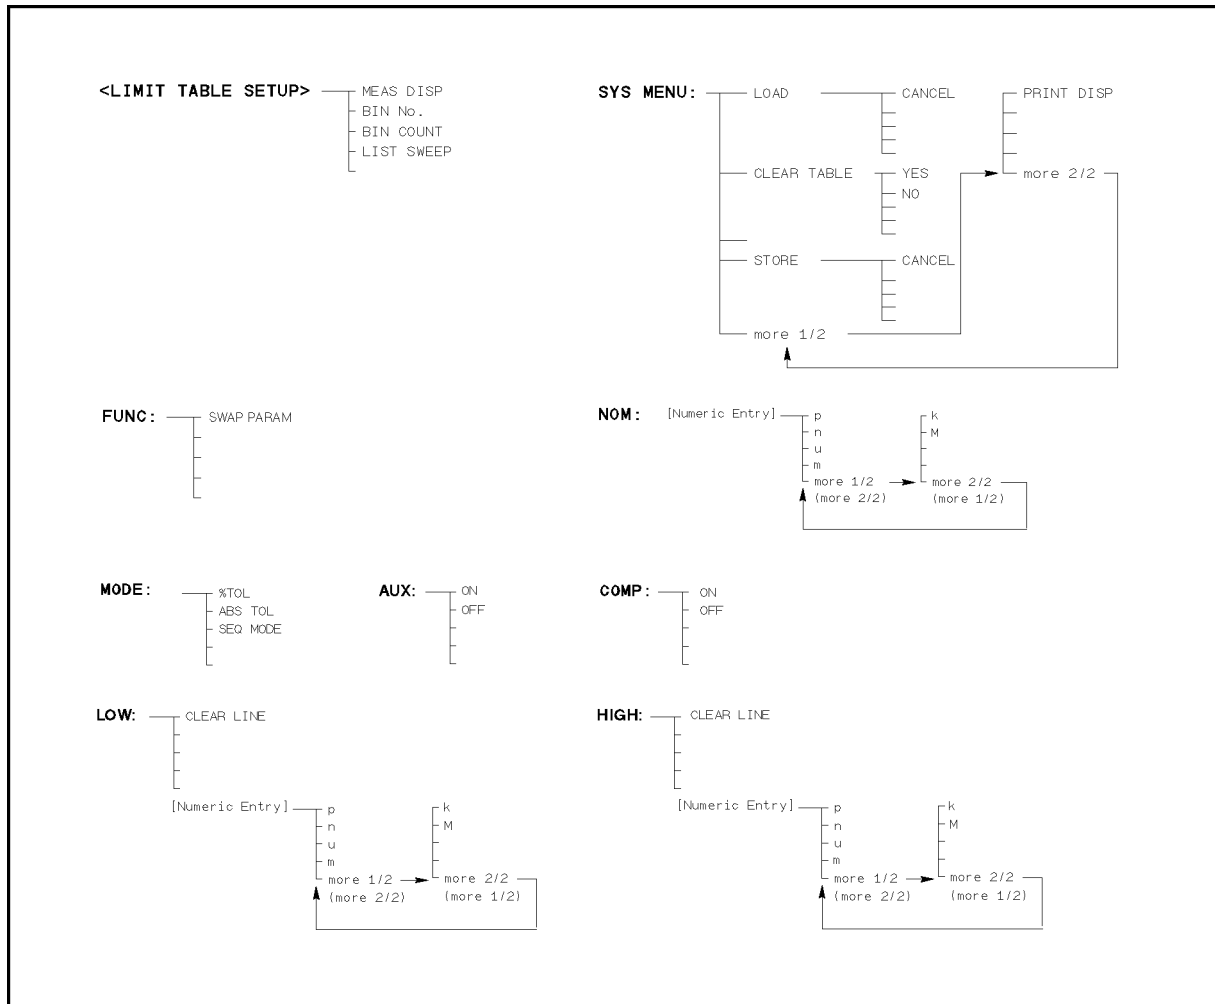 <LIMIT TABLE SETUP>
MEAS DISP
BIN No.
BIN COUNT
LIST SWEEP
SYS MENU:
LOAD
CANCEL
CLEAR TABLE
YES
NO
STORE
CANCEL
more 1/2
PRINT DISP
more 2/2
FUNC:
SWAP PARAM
NOM:
[Numeric Entry]
p
n
u
m
more 1/2
(more 2/2)
k
M
more 2/2
(more 1/2)
MODE:
%TOL
ABS TOL
SEQ MODE
AUX:
ON
OFF
COMP:
ON
OFF
LOW:
CLEAR LINE
[Numeric Entry]
p
n
u
m
more 1/2
(more 2/2)
k
M
more 2/2
(more 1/2)
HIGH:
CLEAR LINE
[Numeric Entry]
p
n
u
m
more 1/2
(more 2/2)
k
M
more 2/2
(more 1/2)